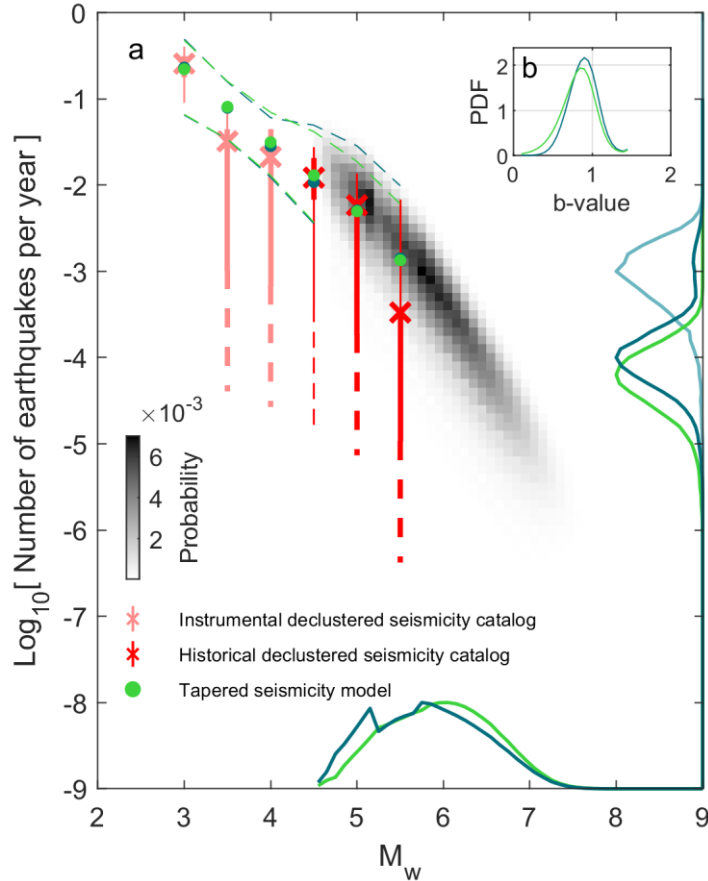 a
b
PDF
2
1
0
0
1
2
b-value
Log10[ Number of earthquakes per year ]
0
-1
-2
-3
-4
-5
-6
-7
-8
-9
×10-3
6
4
2
Probability
Instrumental declustered seismicity catalog
Historical declustered seismicity catalog
Tapered seismicity model
2 3 4 5 6 7 8 9
Mw